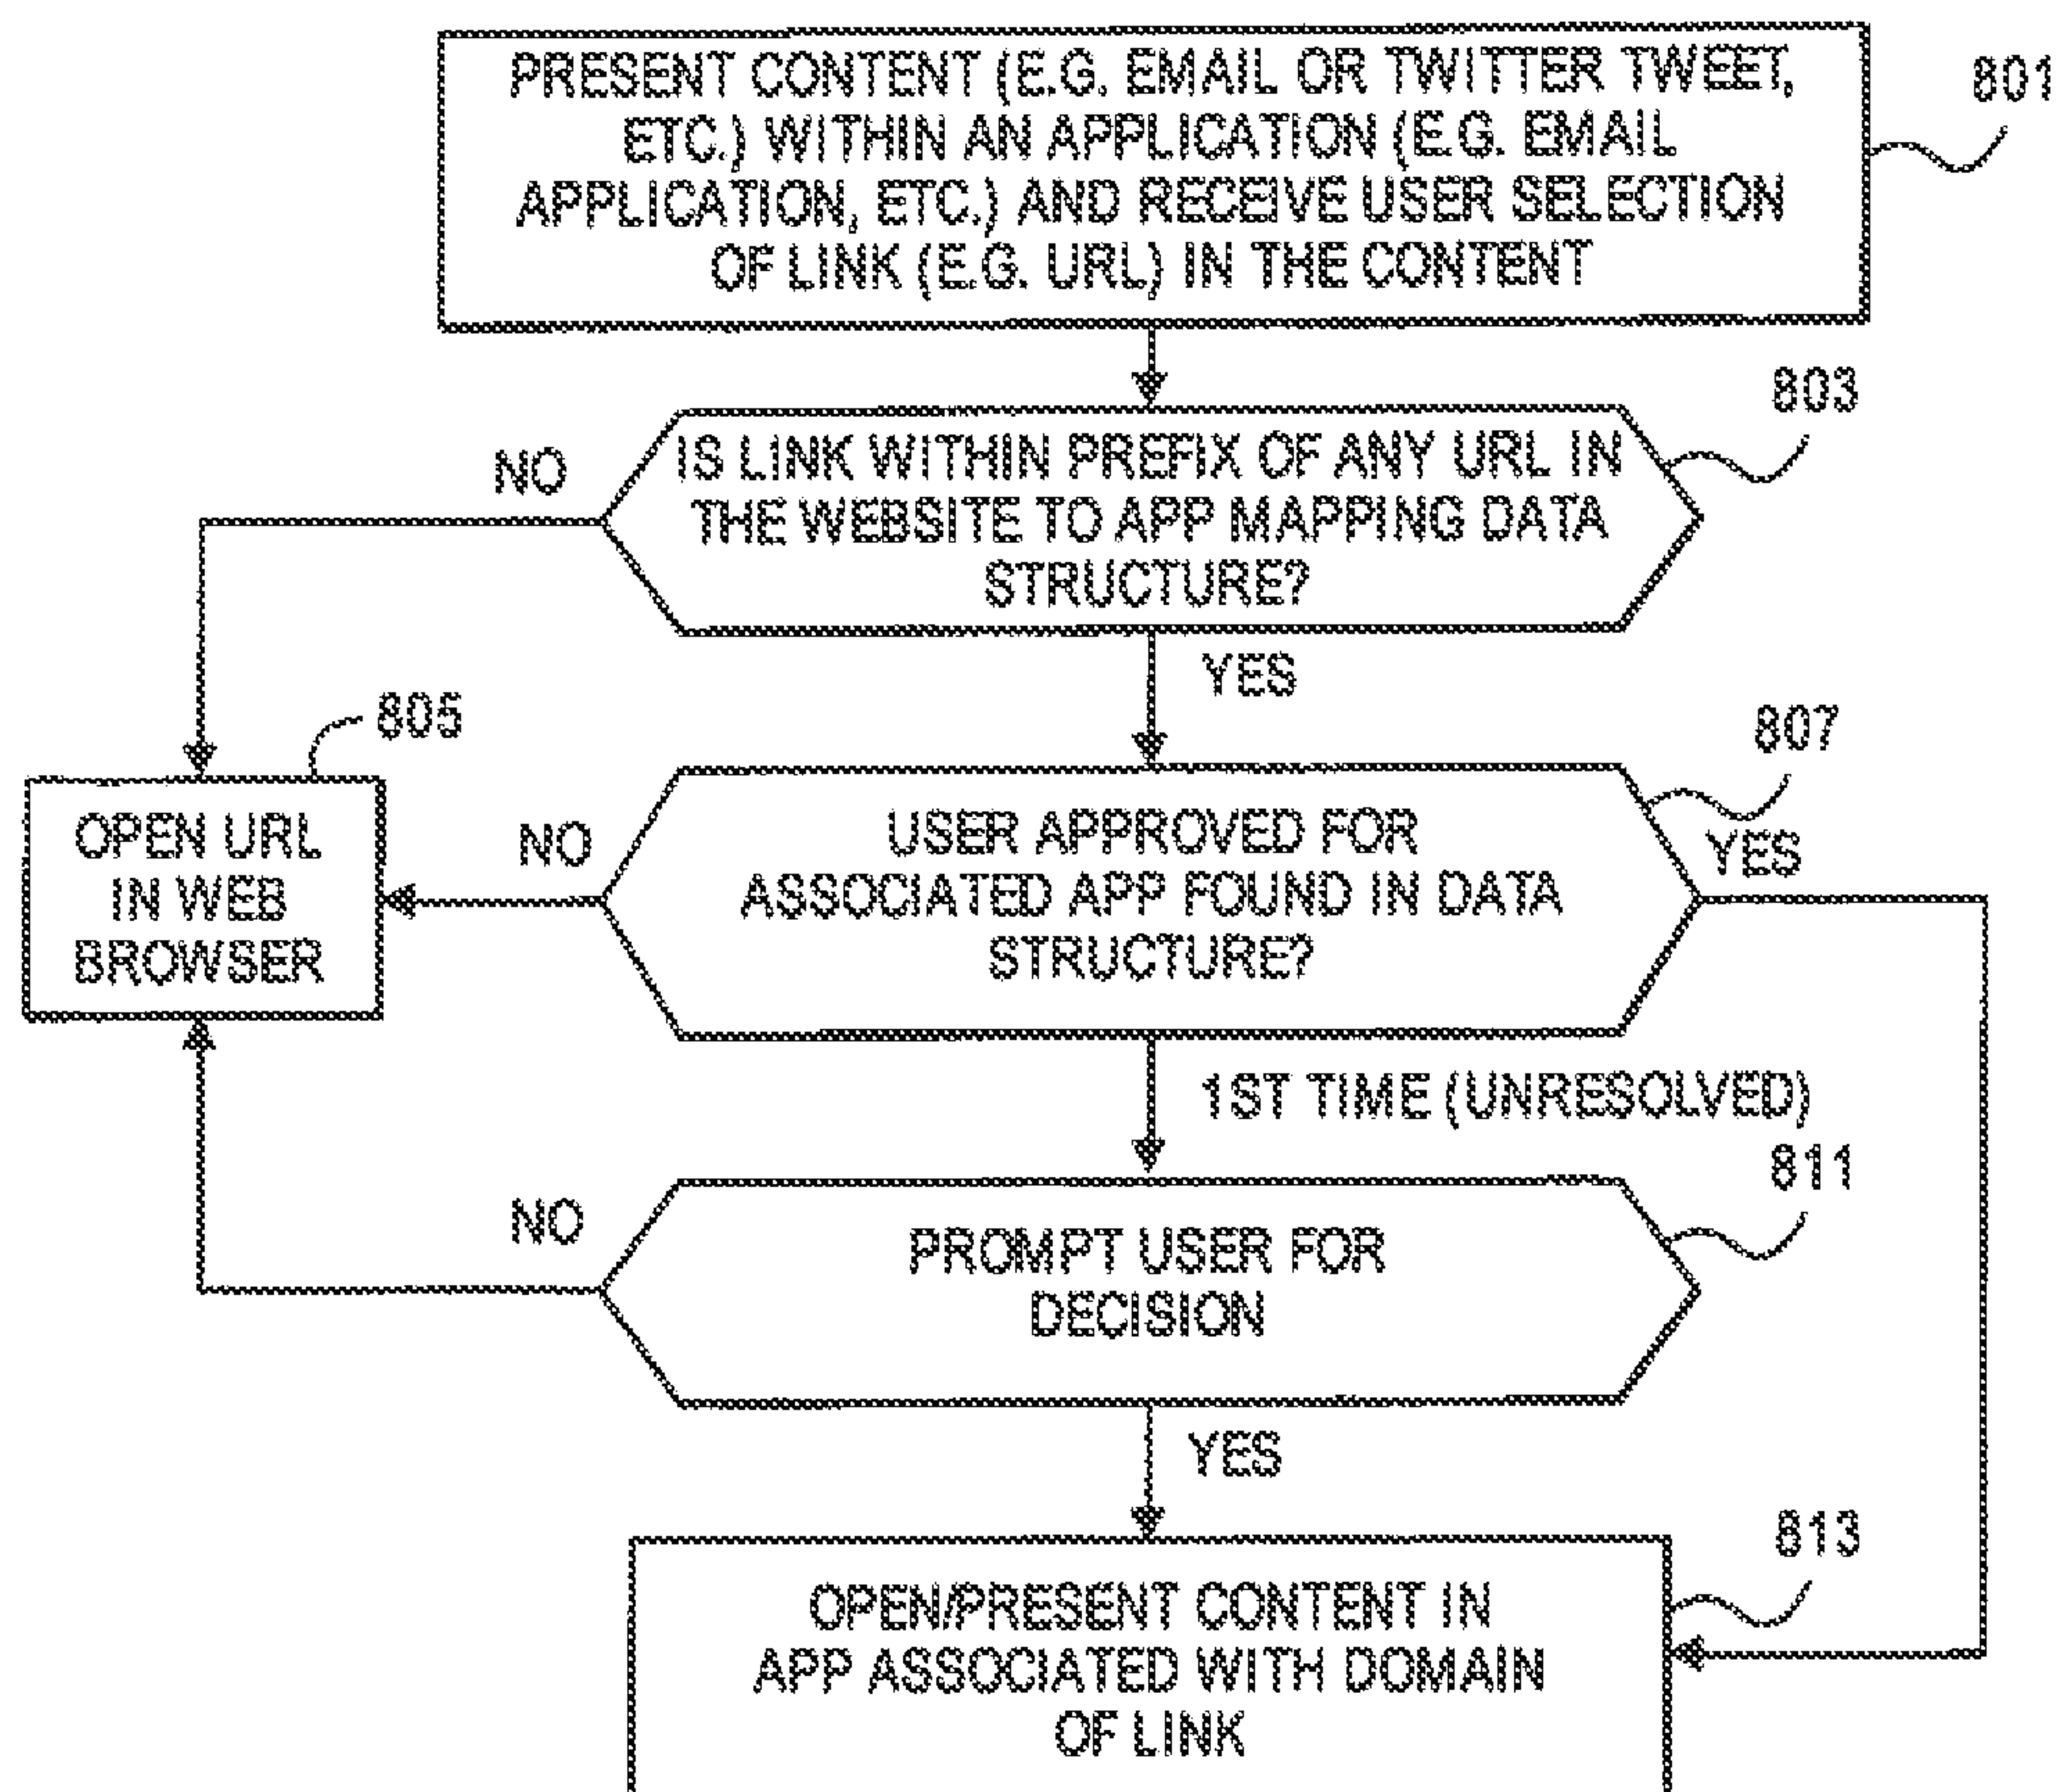 PRESENT CONTENT (E.G. EMAIL OR TWITTER TWEET,
ETC.) WITHIN AN APPLICATION (E.G. EMAIL
APPLICATION, ETC.) AND RECEIVE USER SELECTION
OF LINK (E.G. URL) IN THE CONTENT
801
803
NO
IS LINK WITHIN PREFIX OF ANY URL IN
THE WEBSITE TO APP MAPPING DATA
STRUCTURE?
YES
805
807
OPEN URL
IN WEB
BROWSER
NO
USER APPROVED FOR
ASSOCIATED APP FOUND IN DATA
STRUCTURE?
YES
1ST TIME (UNRESOLVED)
811
NO
PROMPT USER FOR
DECISION
YES
813
OPEN/PRESENT CONTENT IN
APP ASSOCIATED WITH DOMAIN
OF LINK